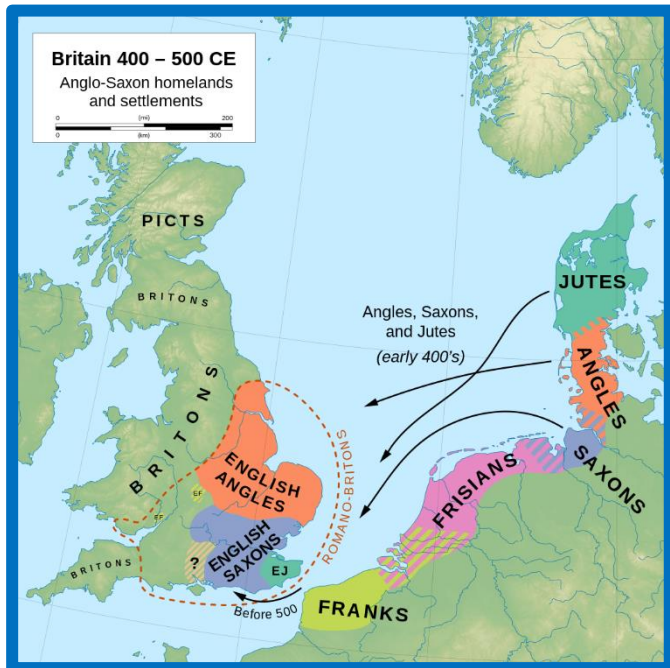 Britain 400 – 500 CE
Anglo-Saxon homelands
and settlements
0 (mi) 200
0 (km) 300
PICTS
BRITONS
JUTES
Angles, Saxons,
and Jutes
(early 400's)
ANGLES
BRITONS
ENGLISH
ANGLES
ROMANO-BRITONS
SAXONS
FRISIANS
EF
EF
ENGLISH
SAXONS
?
EJ
BRITONS
Before 500
FRANKS